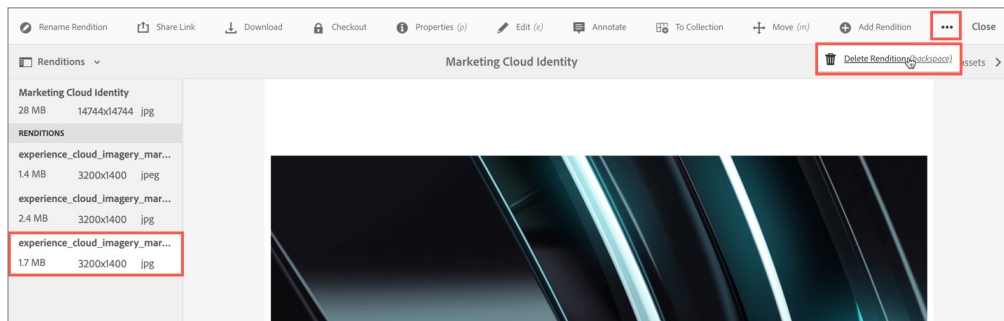 Rename Rendition Share Link Download Checkout Properties (p) Edit (e) Annotate To Collection Move (m) Add Rendition ••• Close
Renditions Marketing Cloud Identity assets
Delete Rendition (backspace)
Marketing Cloud Identity
28 MB 14744x14744 jpg
RENDITIONS
experience_cloud_imagery_mar...
1.4 MB 3200x1400 jpeg
experience_cloud_imagery_mar...
2.4 MB 3200x1400 jpg
experience_cloud_imagery_mar...
1.7 MB 3200x1400 jpg